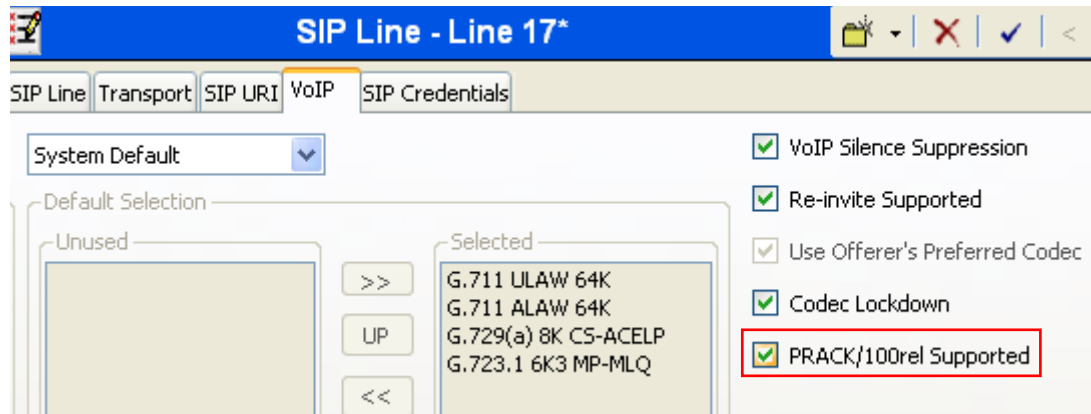 SIP Line - Line 17*
SIP Line Transport SIP URI VoIP SIP Credentials
System Default
VoIP Silence Suppression
Re-invite Supported
Use Offerer's Preferred Codec
Codec Lockdown
PRACK/100rel Supported
Default Selection
Unused
>>
UP
<<
Selected
G.711 ULAW 64K
G.711 ALAW 64K
G.729(a) 8K CS-ACELP
G.723.1 6K3 MP-MLQ